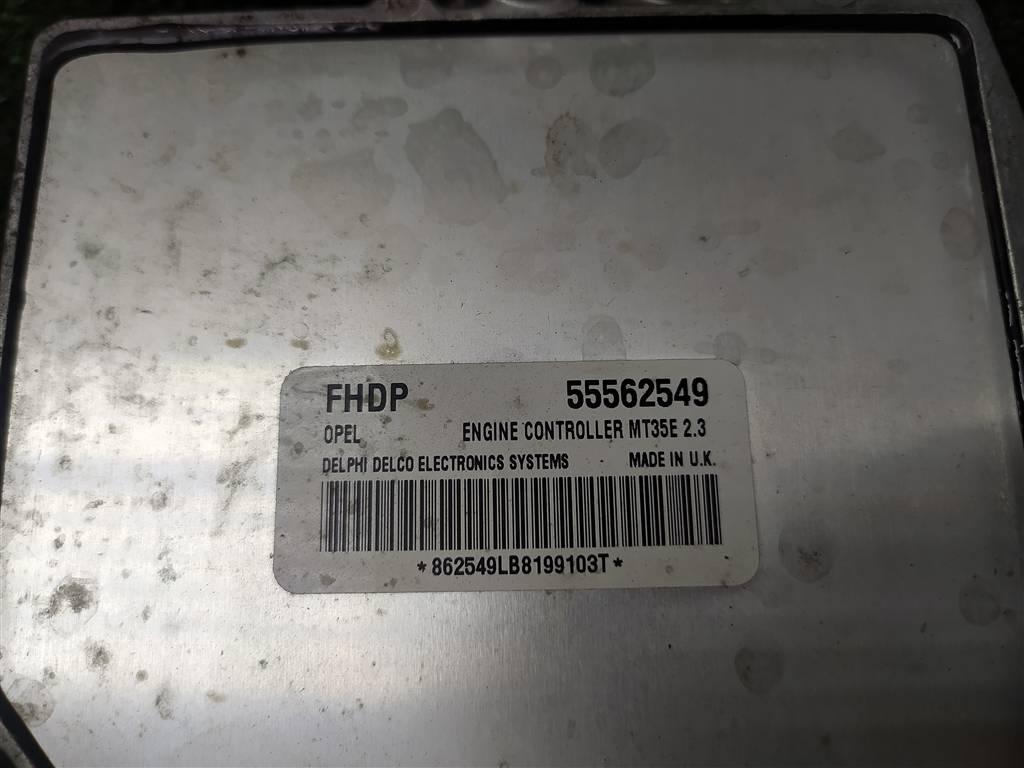 FHDP 55562549
OPEL ENGINE CONTROLLER MT35E 2.3
DELPHI DELCO ELECTRONICS SYSTEMS MADE IN U.K.
*862549LB8199103T*